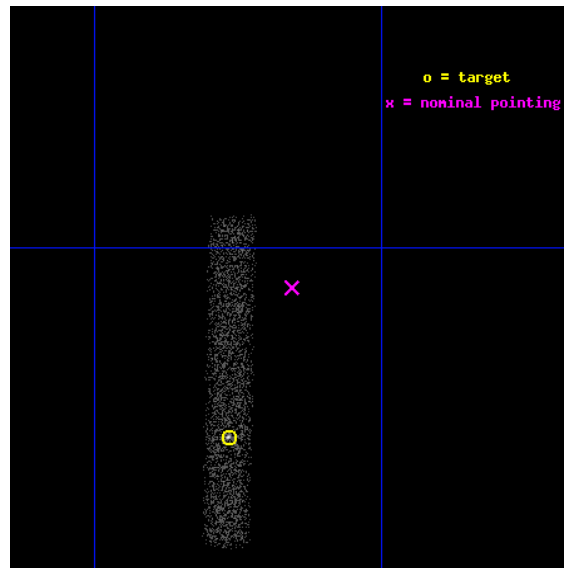 o = target
x = nominal pointing